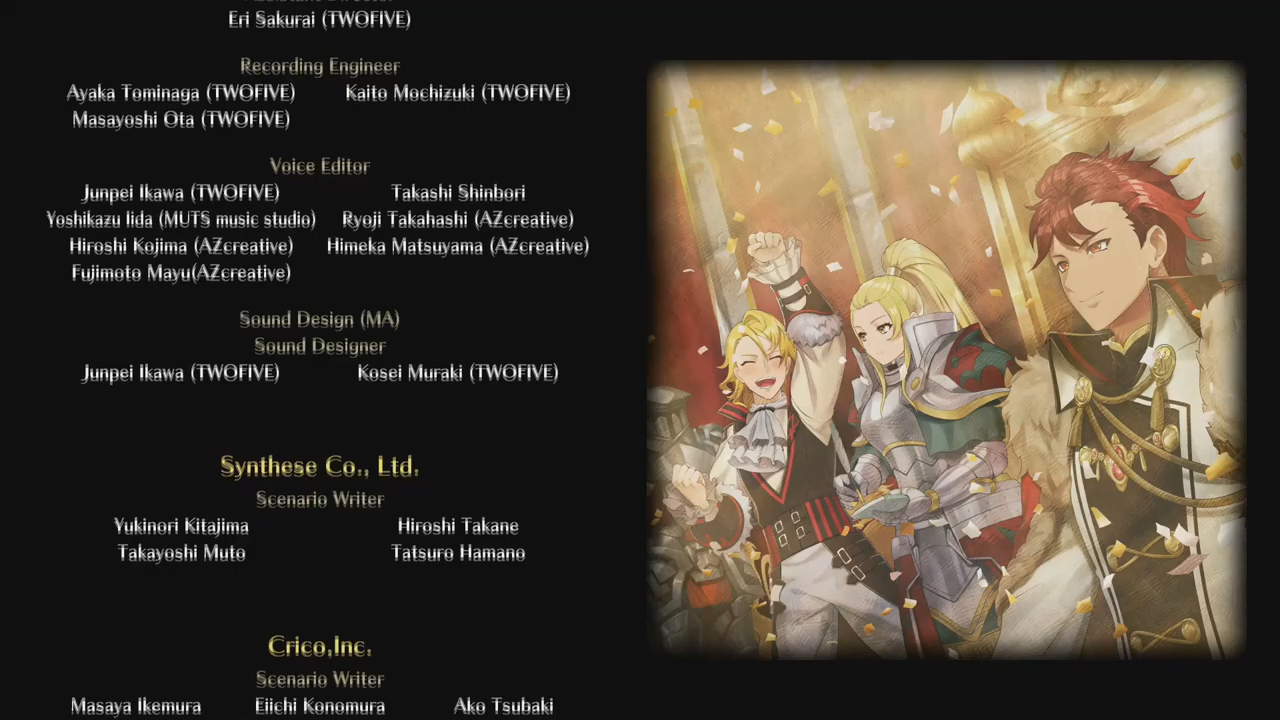 Eri Sakurai (TWOFIVE)
Recording Engineer
Ayaka Tominaga (TWOFIVE) Kaito Mochizuki (TWOFIVE)
Masayoshi Ota (TWOFIVE)
Voice Editor
Junpei Ikawa (TWOFIVE) Takashi Shinbori
Yoshikazu Iida (MUTS music studio) Ryoji Takahashi (AZcreative)
Hiroshi Kojima (AZcreative) Himeka Matsuyama (AZcreative)
Fujimoto Mayu(AZcreative)
Sound Design (MA)
Sound Designer
Junpei Ikawa (TWOFIVE) Kosei Muraki (TWOFIVE)
Synthese Co., Ltd.
Scenario Writer
Yukinori Kitajima Hiroshi Takane
Takayoshi Muto Tatsuro Hamano
Crico,Inc.
Scenario Writer
Masaya Ikemura Eiichi Konomura Ako Tsubaki